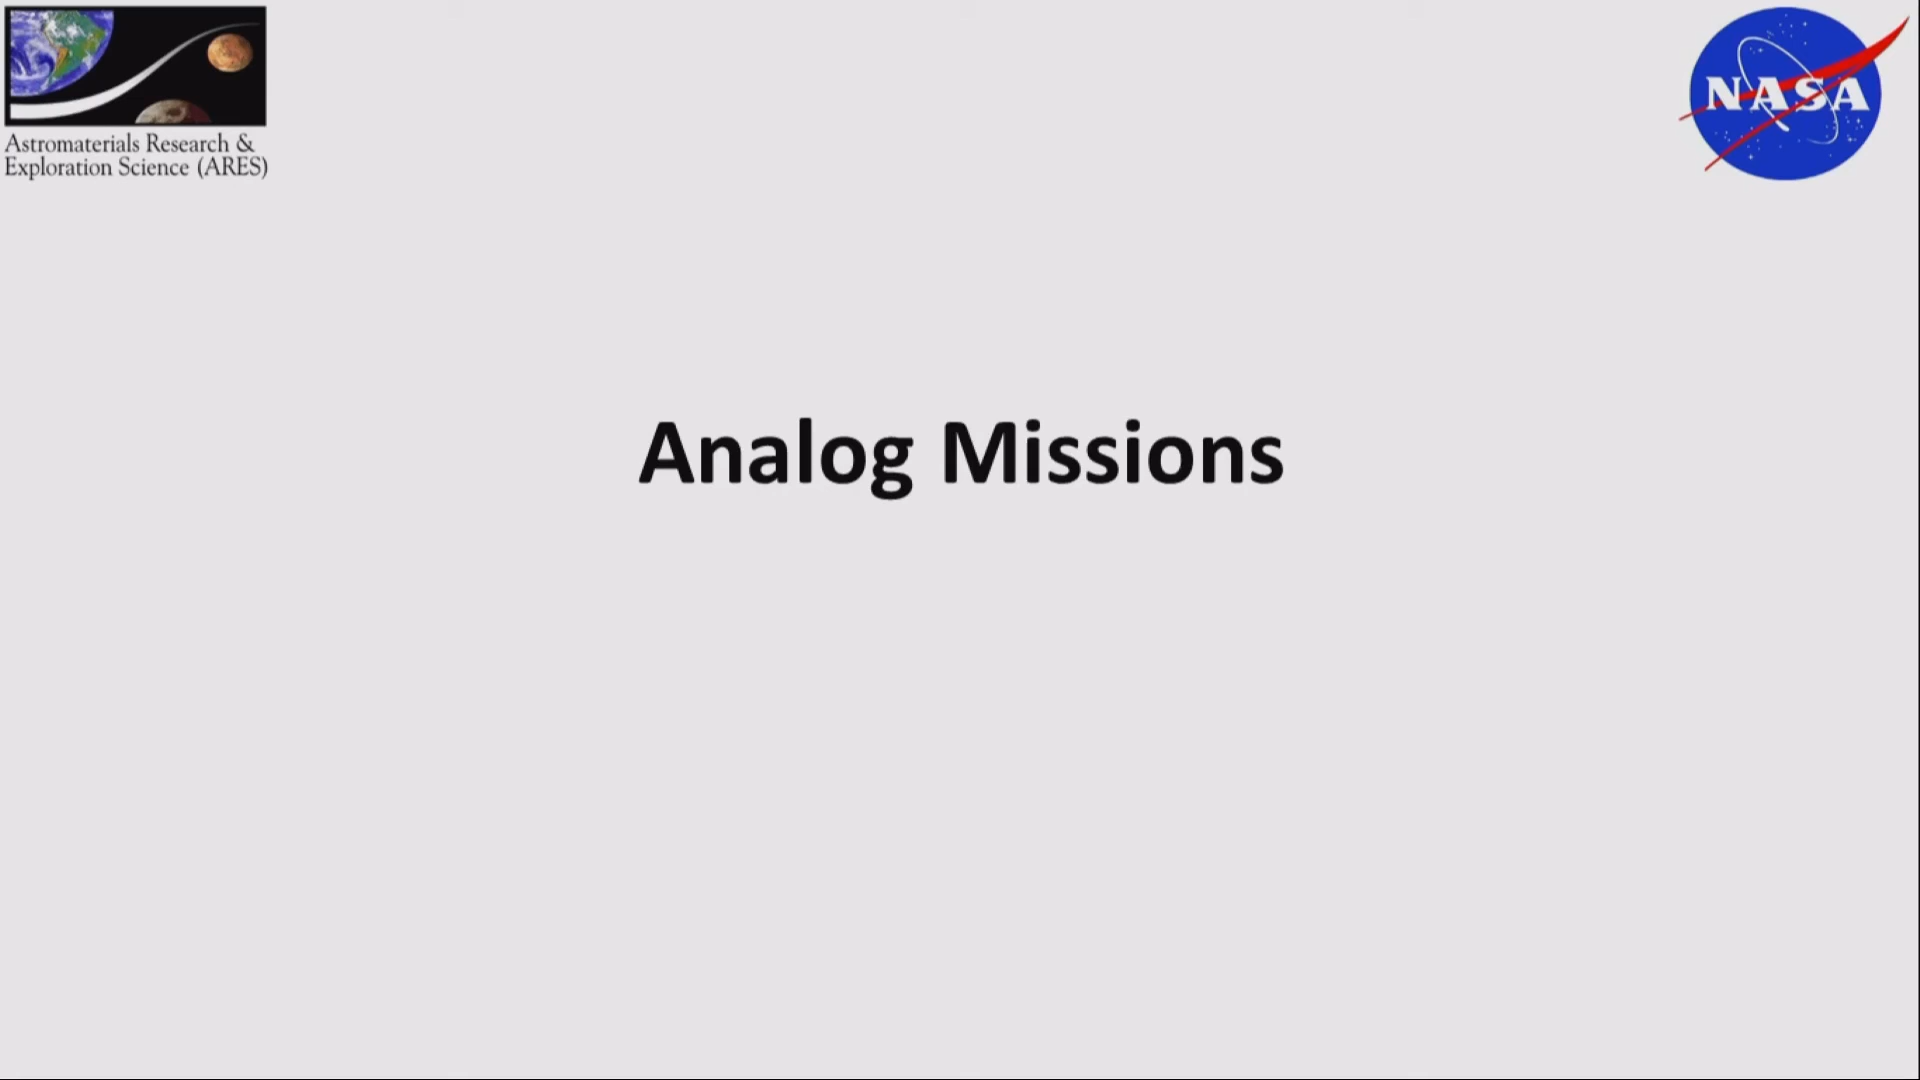 Astromaterials Research &
Exploration Science (ARES)
NASA
Analog Missions